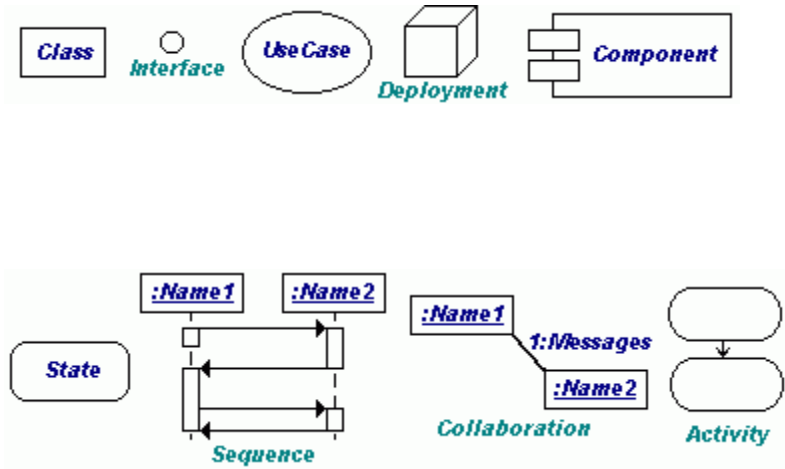 Class
Interface
UseCase
Deployment
Component
:Name1
:Name2
State
Sequence
:Name1
1:Messages
:Name2
Collaboration
Activity